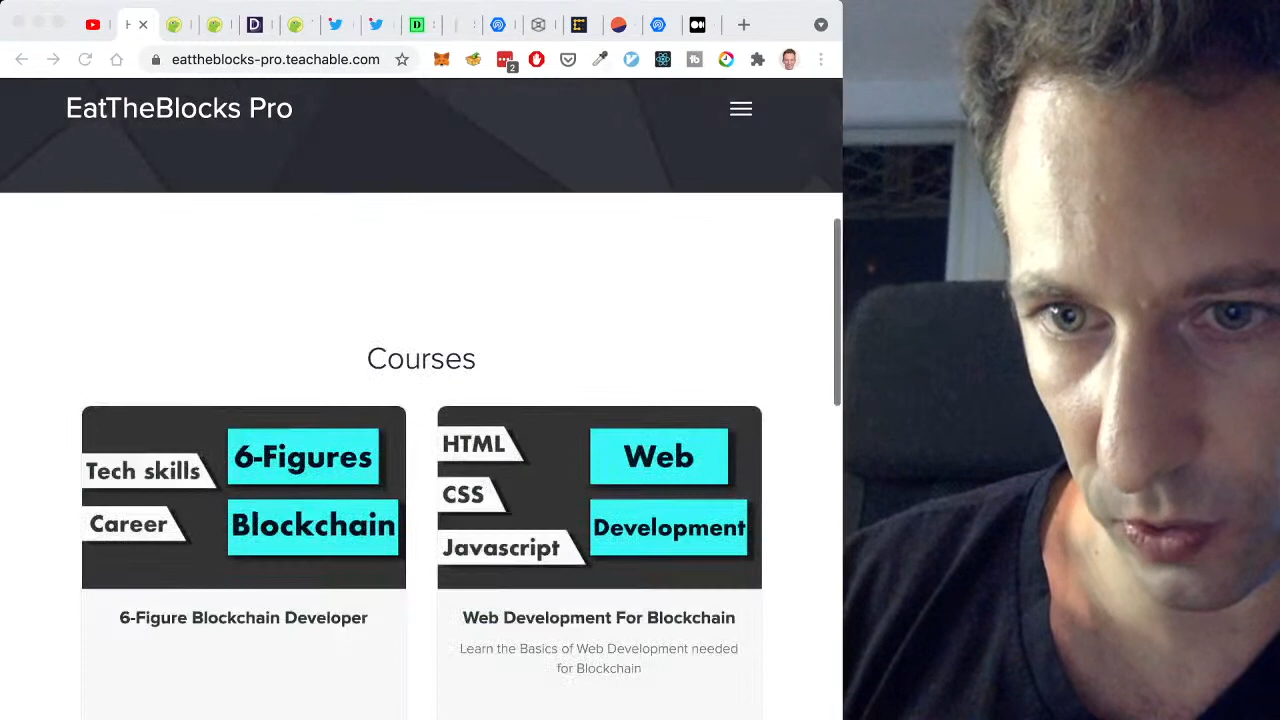 eattheblocks-pro.teachable.com
2
EatTheBlocks Pro
Courses
Tech skills
Career
6-Figures
Blockchain
HTML
CSS
Javascript
Web
Development
6-Figure Blockchain Developer
Web Development For Blockchain
Learn the Basics of Web Development needed
for Blockchain